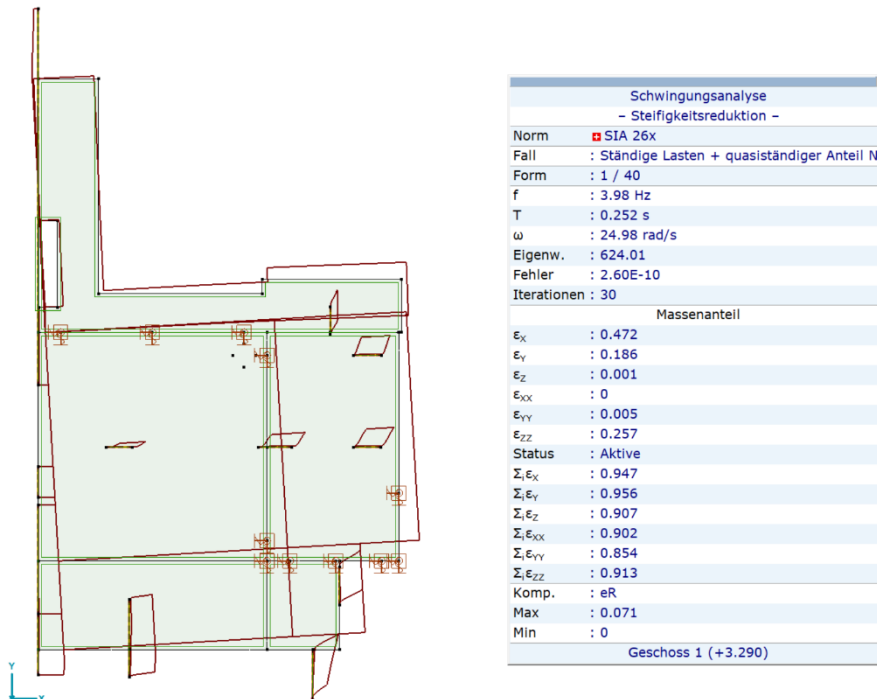 Schwingungsanalyse
– Steifigkeitsreduktion –
Norm SIA 26x
Fall : Ständige Lasten + quasiständiger Anteil N
Form : 1 / 40
f : 3.98 Hz
T : 0.252 s
ω : 24.98 rad/s
Eigenw. : 624.01
Fehler : 2.60E-10
Iterationen : 30
Massenanteil
εX : 0.472
εY : 0.186
εZ : 0.001
εXX : 0
εYY : 0.005
εZZ : 0.257
Status : Aktive
ΣiεX : 0.947
ΣiεY : 0.956
ΣiεZ : 0.907
ΣiεXX : 0.902
ΣiεYY : 0.854
ΣiεZZ : 0.913
Komp. : eR
Max : 0.071
Min : 0
Geschoss 1 (+3.290)
Y
X